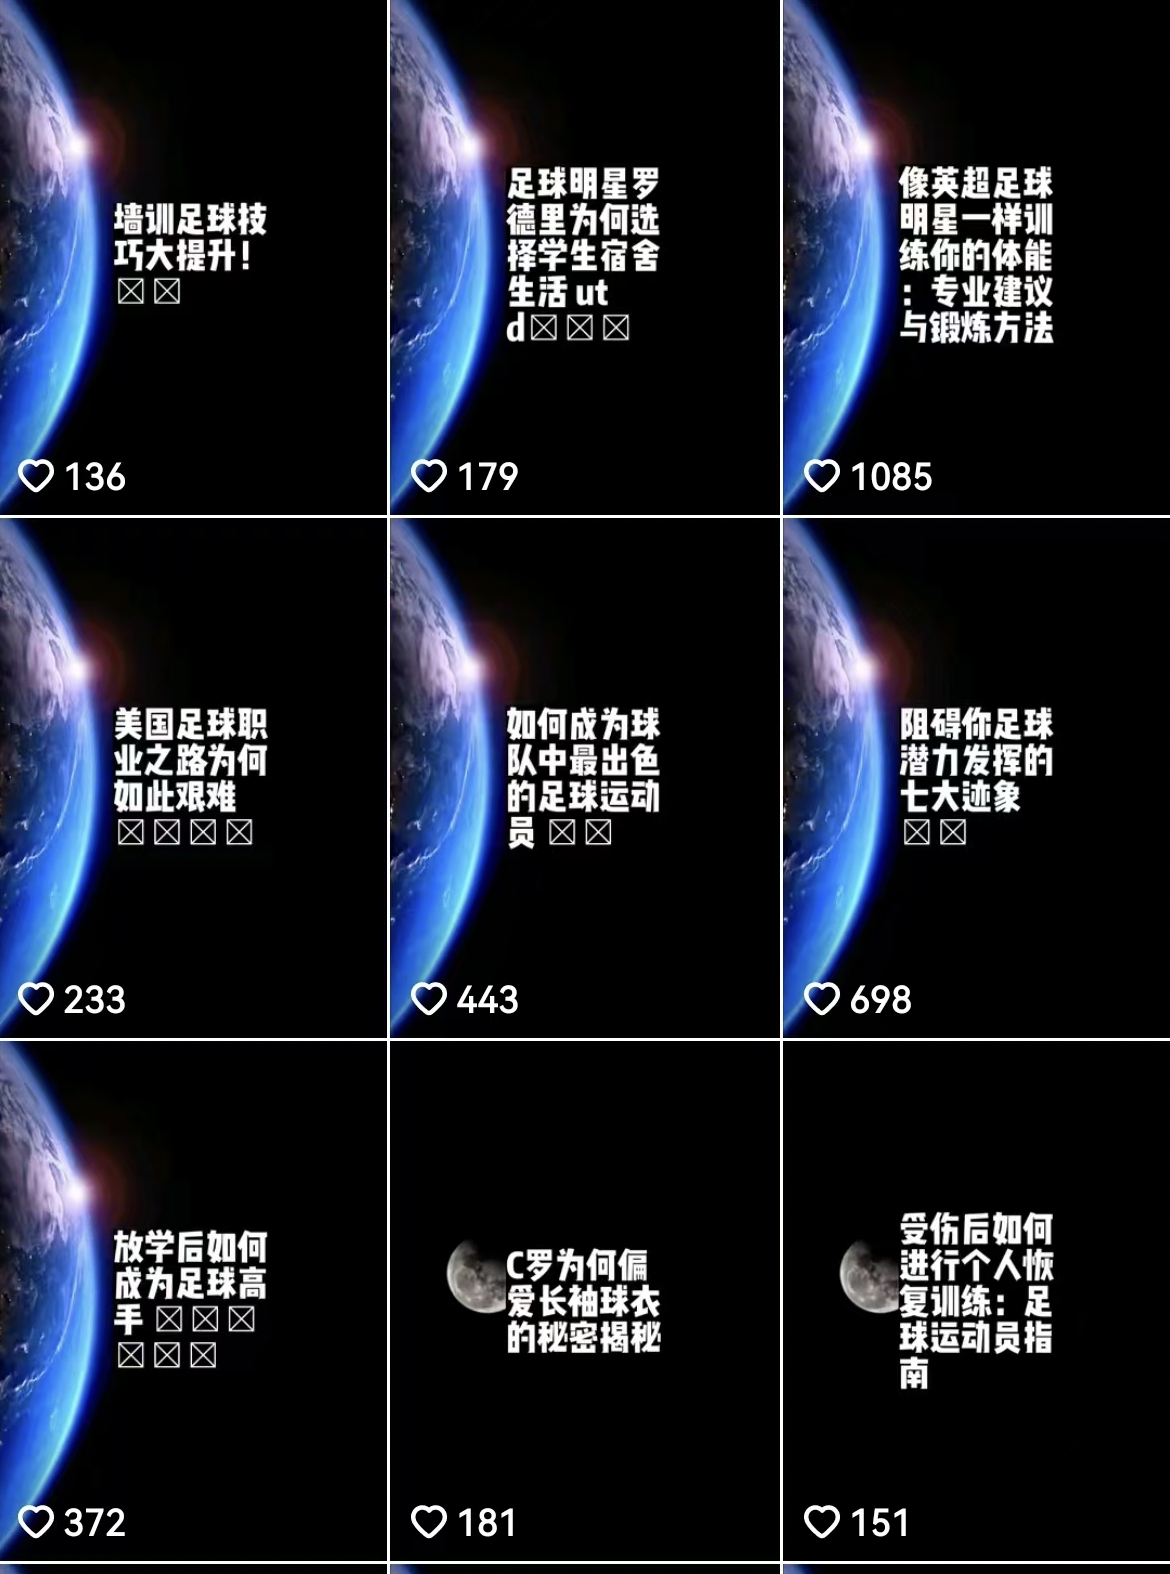 墙训足球技
巧大提升！
136
足球明星罗
德里为何选
择学生宿舍
生活 ut
d
179
像英超足球
明星一样训
练你的体能
：专业建议
与锻炼方法
1085
美国足球职
业之路为何
如此艰难
233
如何成为球
队中最出色
的足球运动
员
443
阻碍你足球
潜力发挥的
七大迹象
698
放学后如何
成为足球高
手
372
C罗为何偏
爱长袖球衣
的秘密揭秘
181
受伤后如何
进行个人恢
复训练：足
球运动员指
南
151